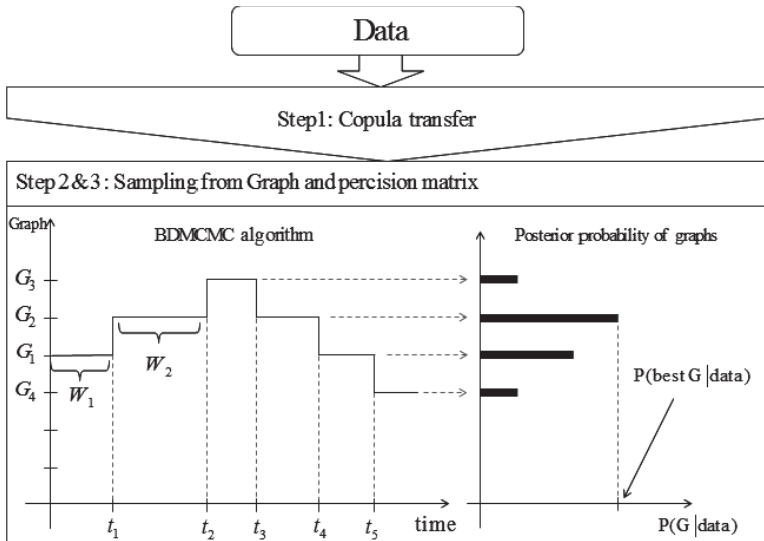 Data
Step1: Copula transfer
Step 2&3: Sampling from Graph and percision matrix
Graph
BDMCMC algorithm
Posterior probability of graphs
G3
G2
G1
G4
W1
W2
P(best G|data)
t1
t2
t3
t4
t5
time
P(G|data)